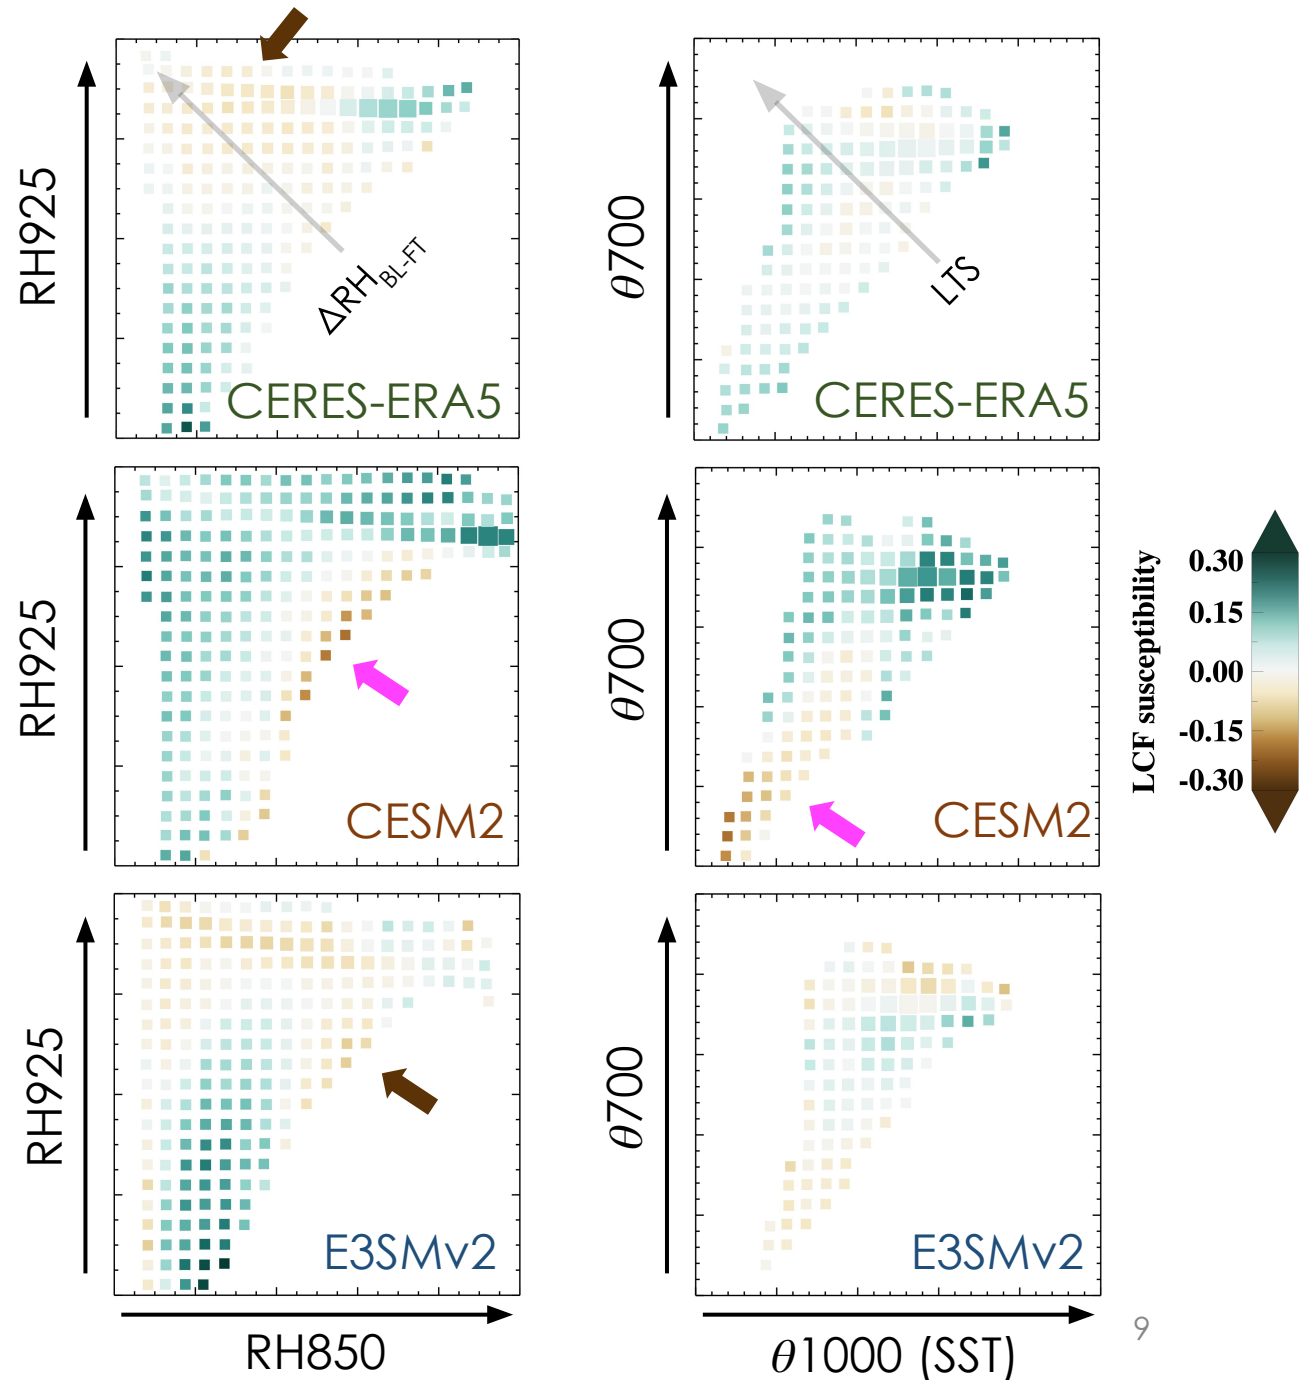 RH925
ΔRH_BL-FT
CERES-ERA5
θ700
LTS
CERES-ERA5
RH925
CESM2
θ700
CESM2
LCF susceptibility
0.30
0.15
0.00
-0.15
-0.30
RH925
E3SMv2
RH850
θ700
E3SMv2
θ1000 (SST)
9